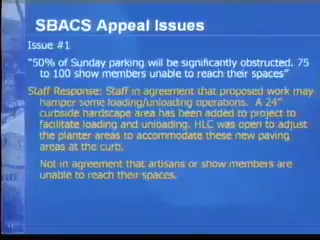 SBACS Appeal Issues
Issue #1
"50% of Sunday parking will be significantly obstructed. 75
to 100 show members unable to reach their spaces"
Staff Response: Staff in agreement that proposed work may
hamper some loading/unloading operations. A 24"
curbside hardscape area has been added to project to
facilitate loading and unloading. HLC was open to adjust
the planter areas to accommodate these new paving
areas at the curb.
Not in agreement that artisans or show members are
unable to reach their spaces.